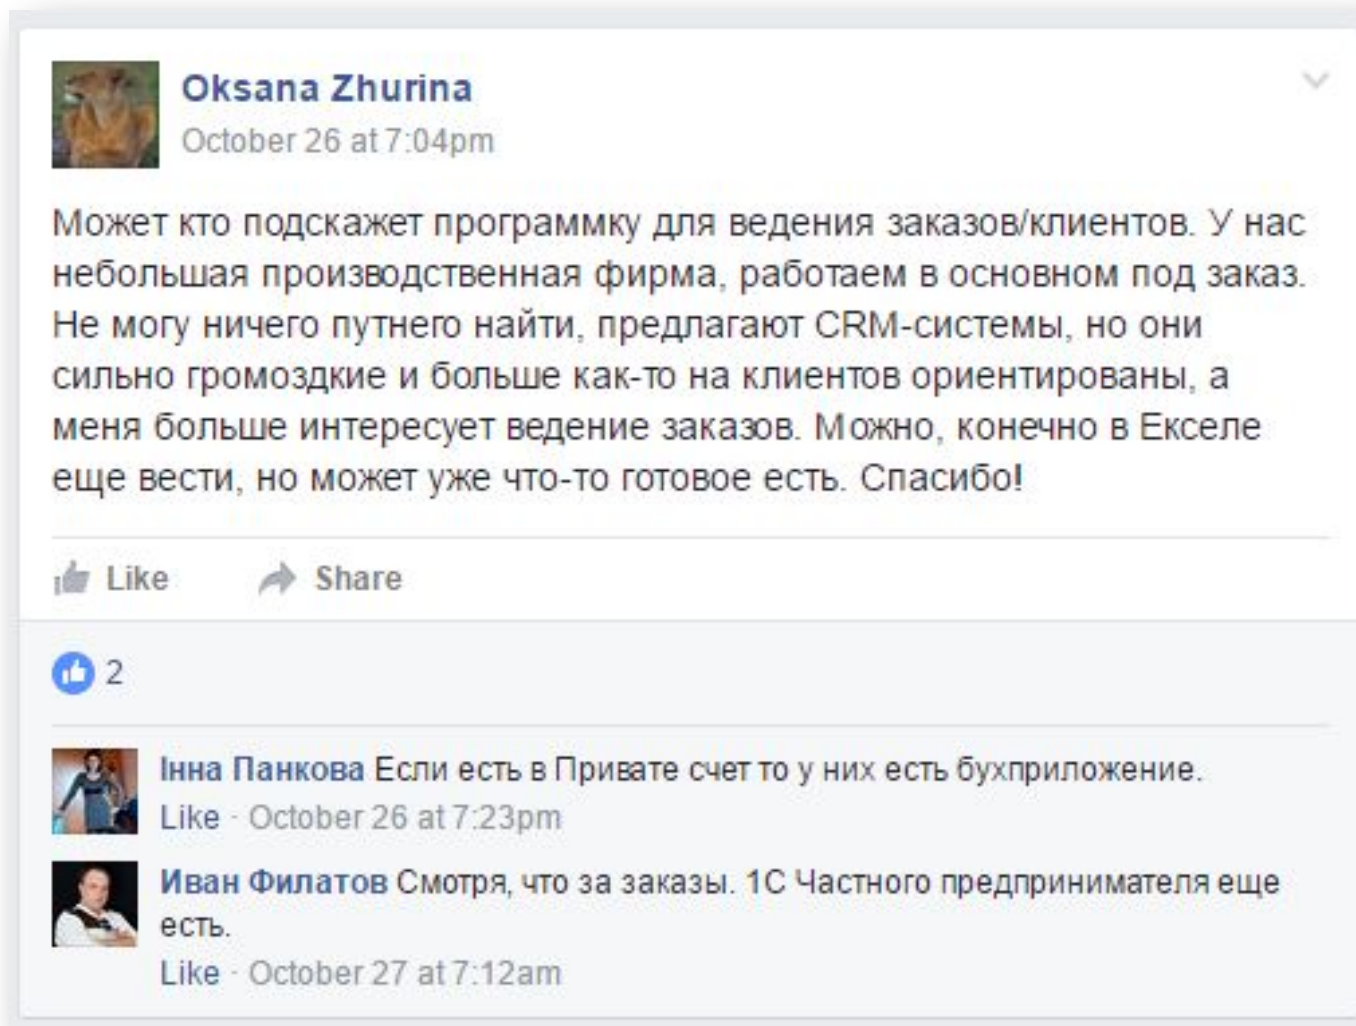 Oksana Zhurina
October 26 at 7:04pm
Может кто подскажет программку для ведения заказов/клиентов. У нас
небольшая производственная фирма, работаем в основном под заказ.
Не могу ничего путнего найти, предлагают CRM-системы, но они
сильно громоздкие и больше как-то на клиентов ориентированы, а
меня больше интересует ведение заказов. Можно, конечно в Екселе
еще вести, но может уже что-то готовое есть. Спасибо!
Like Share
2
Інна Панкова Если есть в Привате счет то у них есть бухприложение.
Like · October 26 at 7:23pm
Иван Филатов Смотря, что за заказы. 1С Частного предпринимателя еще
есть.
Like · October 27 at 7:12am